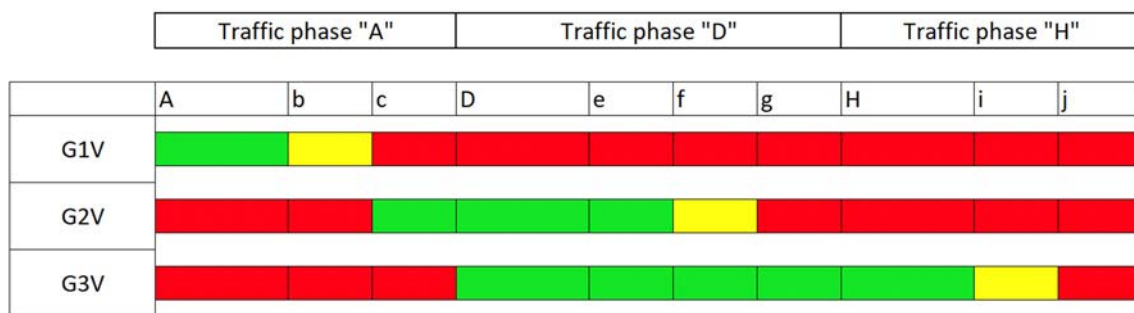 Traffic phase "A" Traffic phase "D" Traffic phase "H"
A b c D e f g H i j
G1V
G2V
G3V